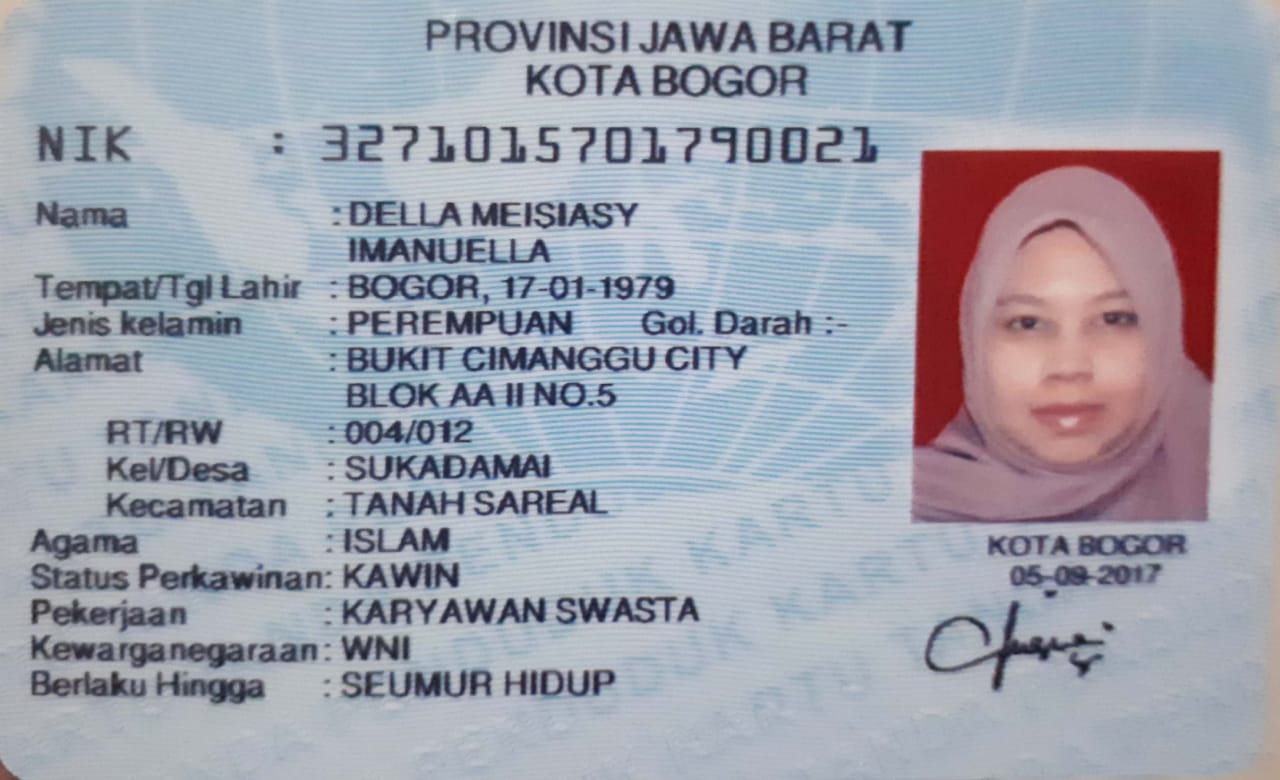 PROVINSI JAWA BARAT
KOTA BOGOR
NIK : 3271015701790021
Nama : DELLA MEISIASY
IMANUELLA
Tempat/Tgl Lahir : BOGOR, 17-01-1979
Jenis kelamin : PEREMPUAN Gol. Darah :-
Alamat : BUKIT CIMANGGU CITY
BLOK AA II NO.5
RT/RW : 004/012
Kel/Desa : SUKADAMAI
Kecamatan : TANAH SAREAL
Agama : ISLAM
Status Perkawinan: KAWIN
Pekerjaan : KARYAWAN SWASTA
Kewarganegaraan: WNI
Berlaku Hingga : SEUMUR HIDUP
KOTA BOGOR
05-09-2017